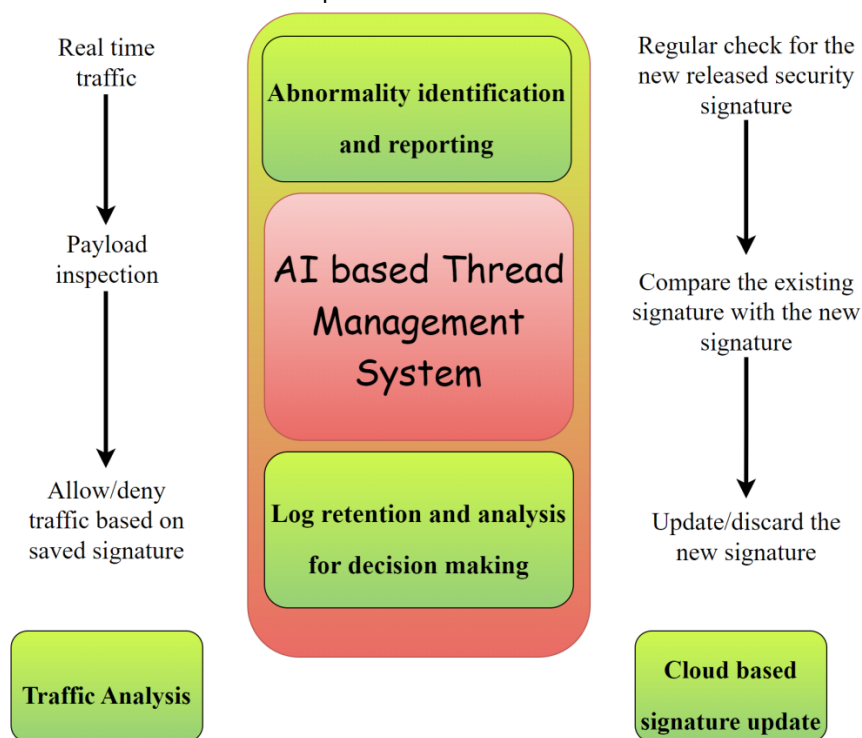 Real time
traffic
Payload
inspection
Allow/deny
traffic based on
saved signature
Traffic Analysis
Abnormality identification
and reporting
AI based Thread
Management
System
Log retention and analysis
for decision making
Regular check for the
new released security
signature
Compare the existing
signature with the new
signature
Update/discard the
new signature
Cloud based
signature update